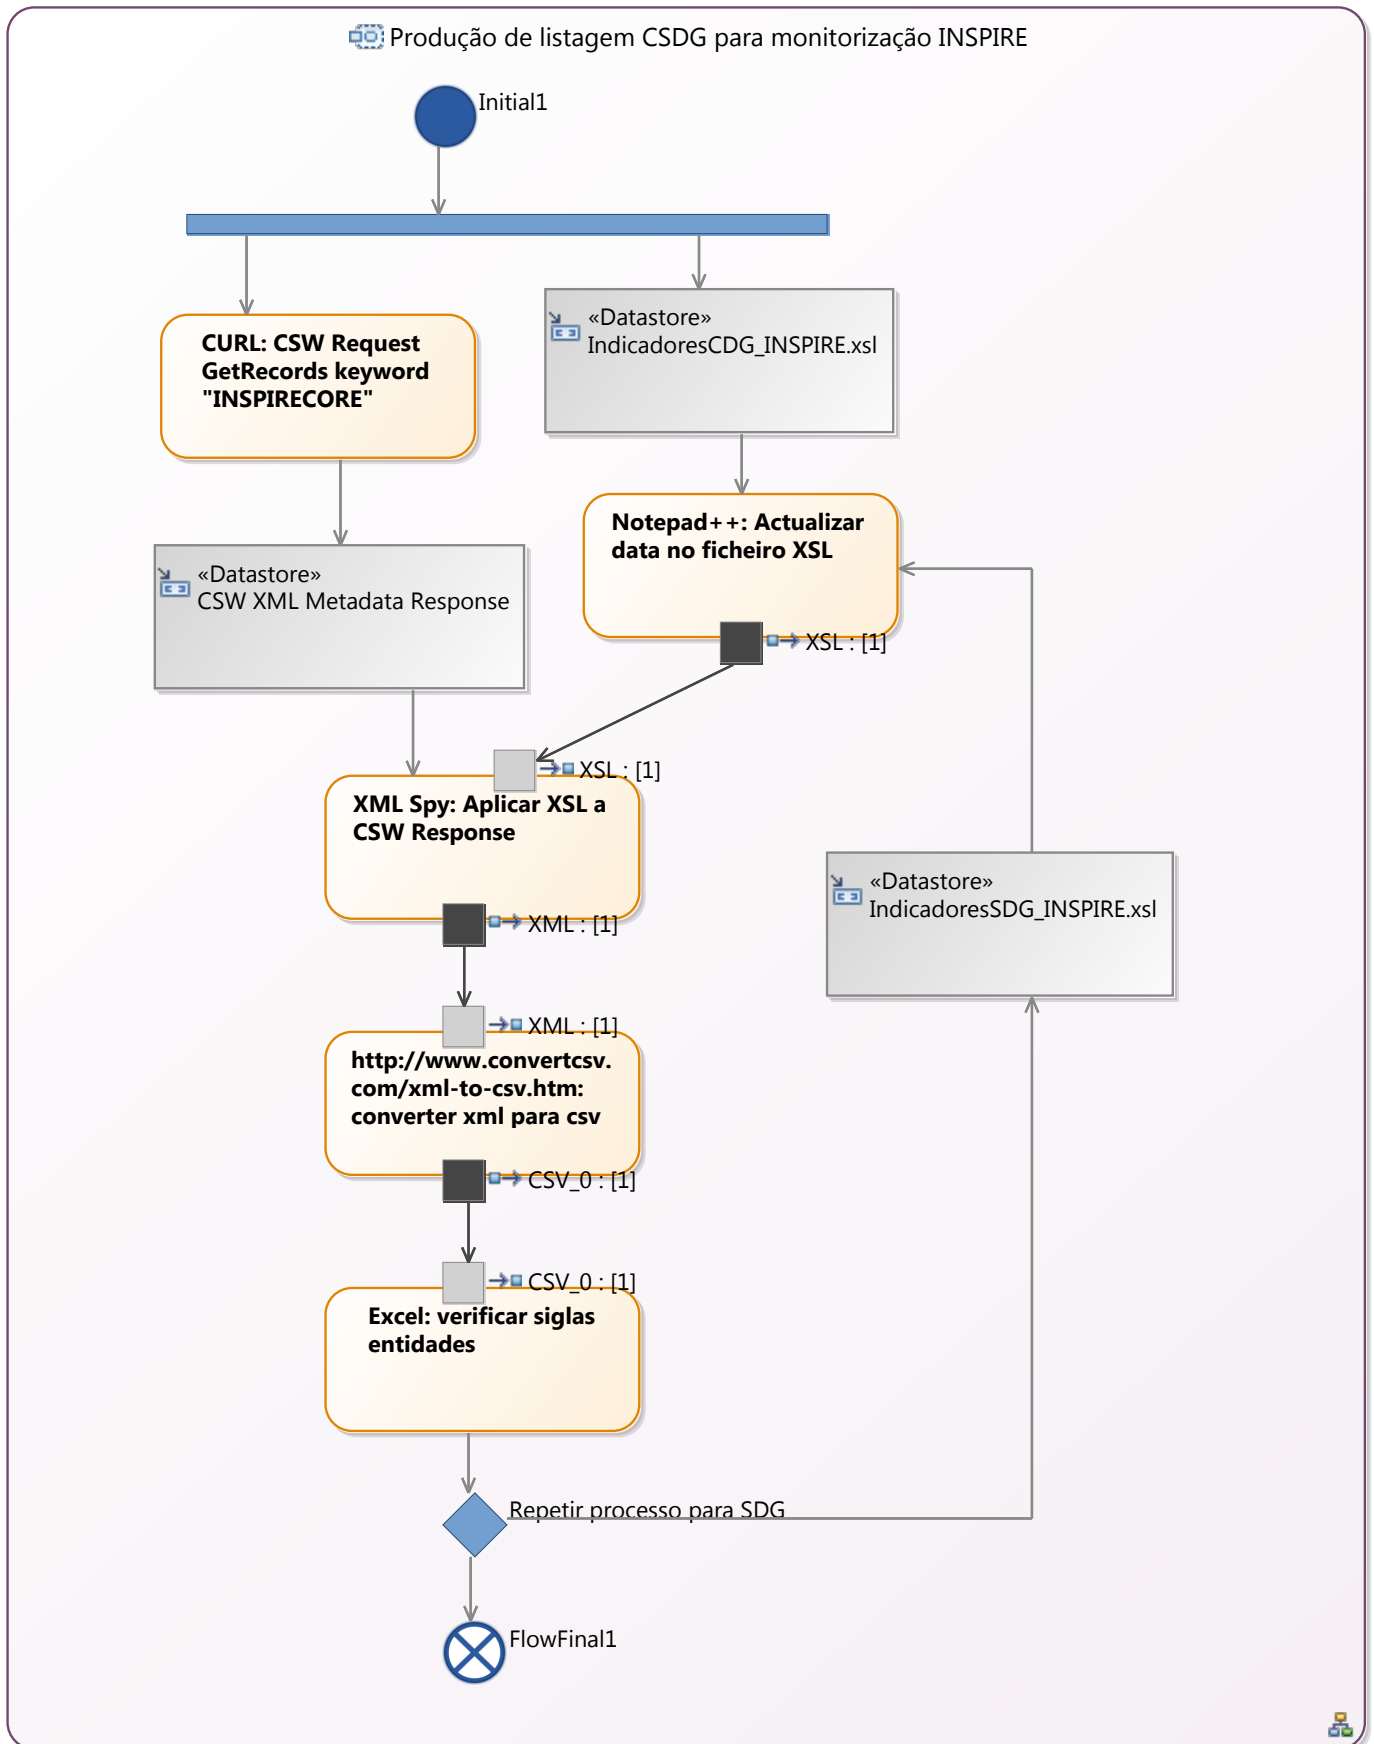 Produção de listagem CSDG para monitorização INSPIRE
Initial1
CURL: CSW Request
GetRecords keyword
"INSPIRECORE"
«Datastore»
IndicadoresCDG_INSPIRE.xsl
Notepad++: Actualizar
data no ficheiro XSL
XSL : [1]
«Datastore»
CSW XML Metadata Response
XSL : [1]
XML Spy: Aplicar XSL a
CSW Response
XML : [1]
«Datastore»
IndicadoresSDG_INSPIRE.xsl
XML : [1]
http://www.convertcsv.
com/xml-to-csv.htm:
converter xml para csv
CSV_0 : [1]
CSV_0 : [1]
Excel: verificar siglas
entidades
Repetir processo para SDG
FlowFinal1